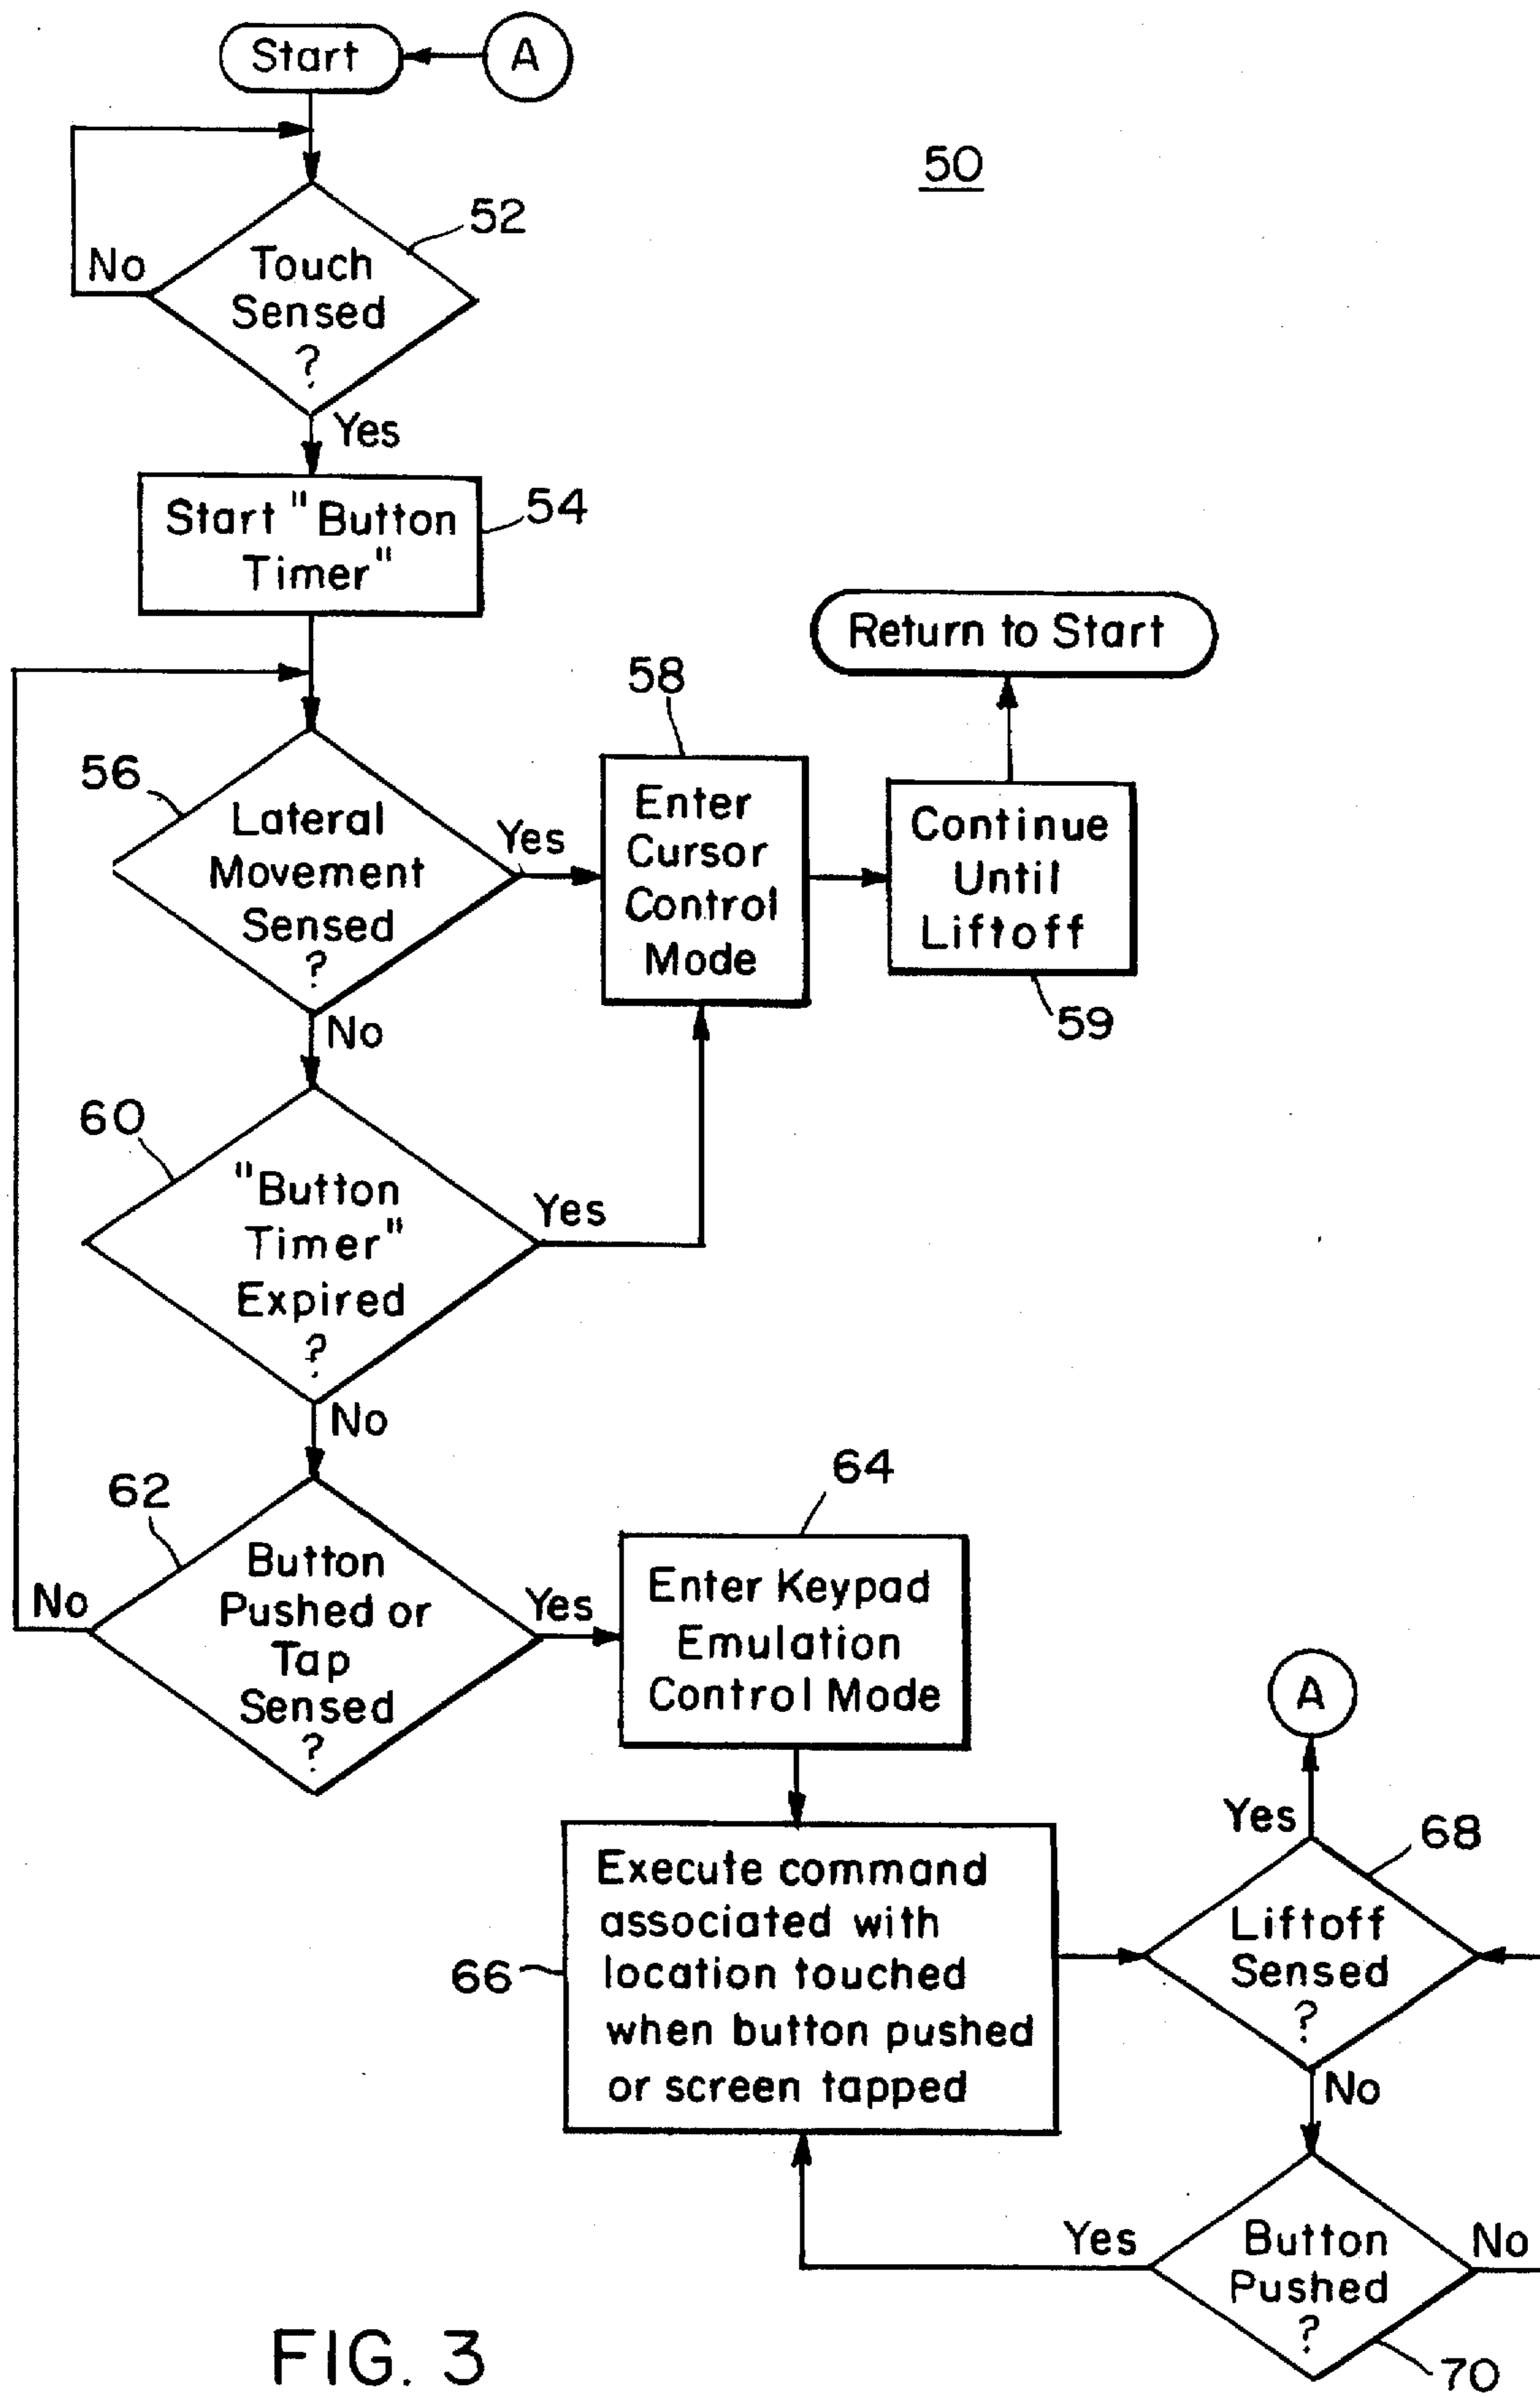 Start
A
50
52
No
Touch
Sensed
?
Yes
Start "Button
Timer"
54
Return to Start
58
56
Lateral
Movement
Sensed
?
Yes
Enter
Cursor
Control
Mode
Continue
Until
Liftoff
59
No
60
"Button
Timer"
Expired
?
Yes
No
62
64
Button
Pushed or
Tap
Sensed
?
No
Yes
Enter Keypad
Emulation
Control Mode
A
Yes
68
66
Execute command
associated with
location touched
when button pushed
or screen tapped
Liftoff
Sensed
?
No
Yes
Button
Pushed
?
No
70
FIG. 3